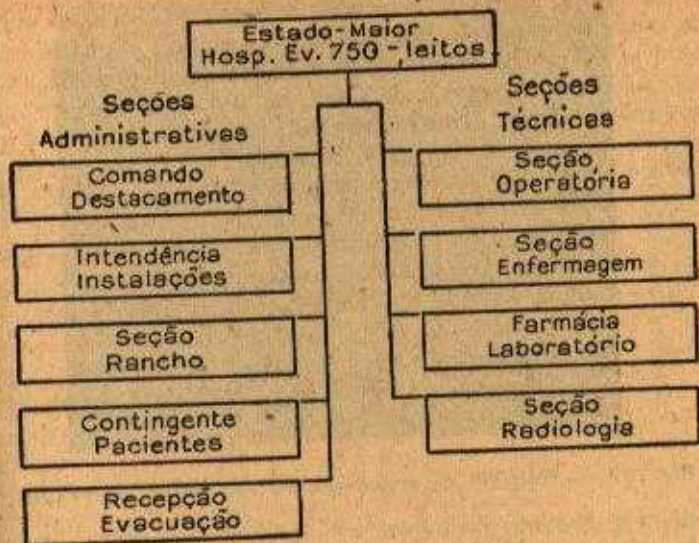 Estado-Maior
Hosp. Ev. 750 - leitos.
Seções
Administrativas
Comando
Destacamento
Intendência
Instalações
Seção
Rancho
Contingente
Pacientes
Recepção
Evacuação
Seções
Técnicas
Seção
Operatória
Seção
Enfermagem
Farmácia
Laboratório
Seção
Radiologia